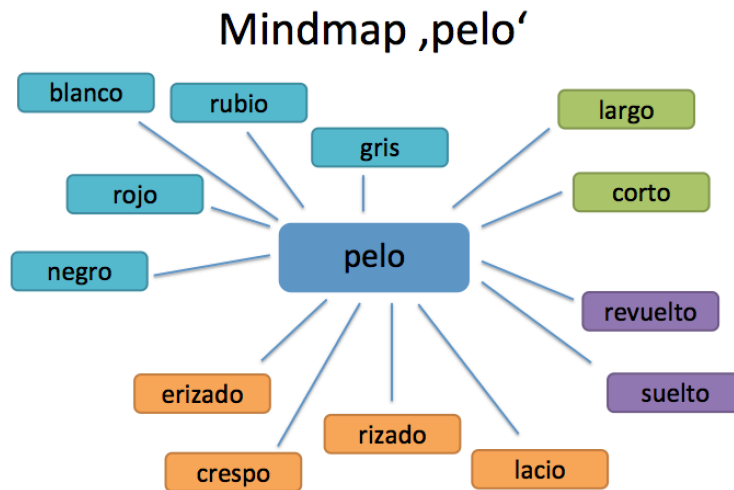 Mindmap ‚pelo‘
blanco
rubio
largo
gris
rojo
corto
pelo
negro
revuelto
erizado
suelto
rizado
crespo
lacio